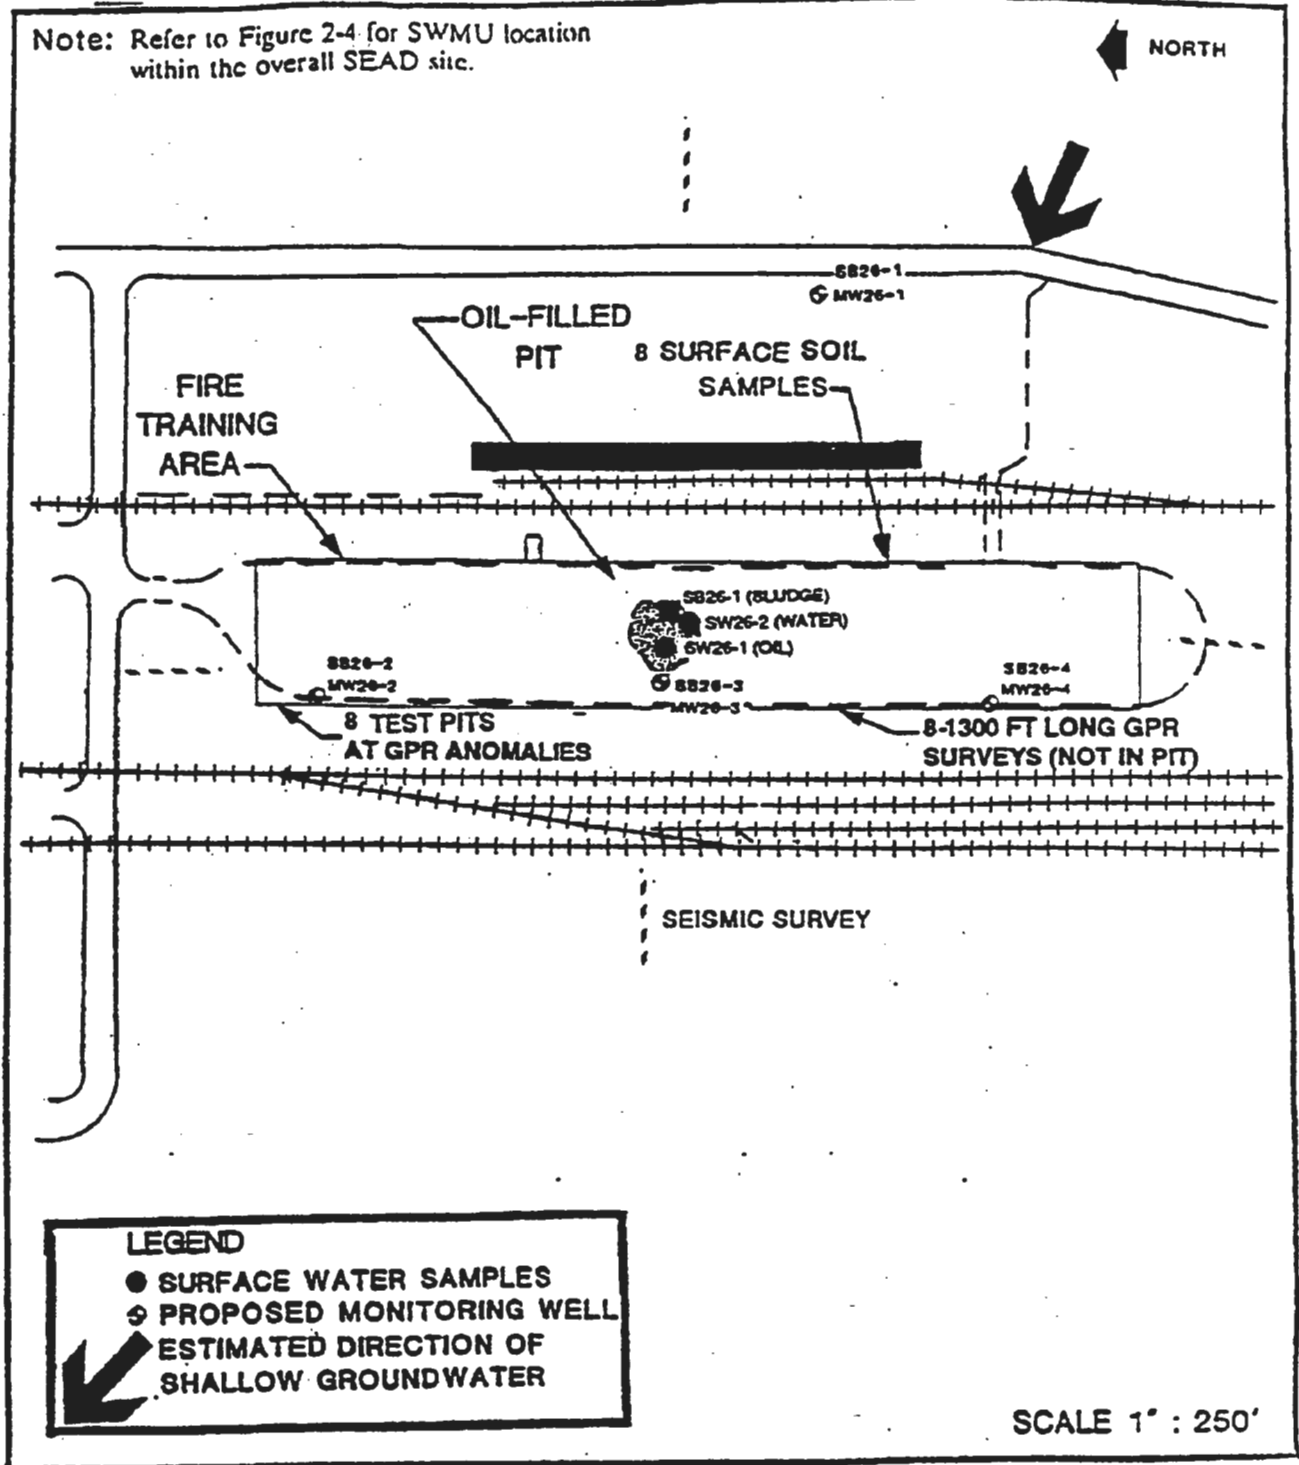 Note: Refer to Figure 2-4 for SWMU location
within the overall SEAD site.
NORTH
SB26-1
MW26-1
OIL-FILLED
PIT
8 SURFACE SOIL
SAMPLES
FIRE
TRAINING
AREA
SB26-1 (SLUDGE)
SW26-2 (WATER)
SW26-1 (OIL)
SB26-2
MW26-2
SB26-3
MW26-3
SB26-4
MW26-4
8 TEST PITS
AT GPR ANOMALIES
8-1300 FT LONG GPR
SURVEYS (NOT IN PIT)
SEISMIC SURVEY
LEGEND
SURFACE WATER SAMPLES
PROPOSED MONITORING WELL
ESTIMATED DIRECTION OF
SHALLOW GROUNDWATER
SCALE 1" : 250'